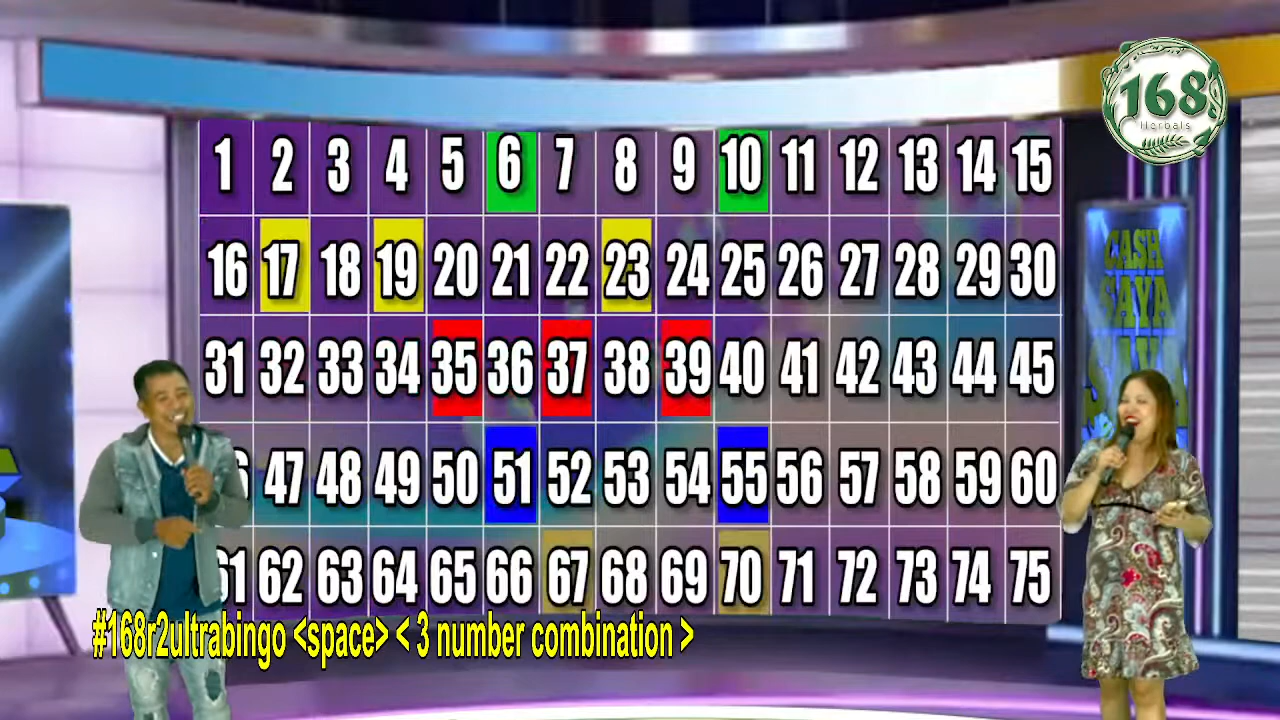 168
Herbals
1 2 3 4 5 6 7 8 9 10 11 12 13 14 15
16 17 18 19 20 21 22 23 24 25 26 27 28 29 30
31 32 33 34 35 36 37 38 39 40 41 42 43 44 45
6 47 48 49 50 51 52 53 54 55 56 57 58 59 60
61 62 63 64 65 66 67 68 69 70 71 72 73 74 75
CASH
SAYA
#168r2ultrabingo <space> < 3 number combination >